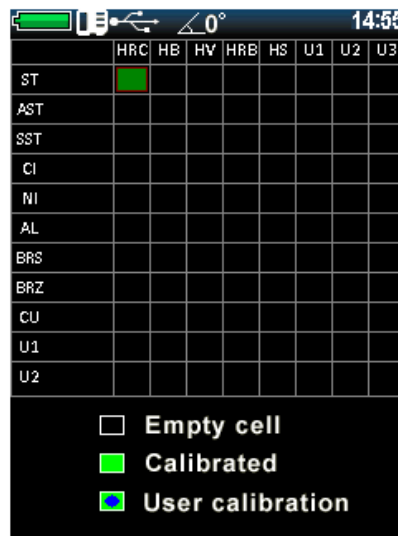 ∠0° 14:55
HRC HB HV HRB HS U1 U2 U3
ST
AST
SST
CI
NI
AL
BRS
BRZ
CU
U1
U2
Empty cell
Calibrated
User calibration